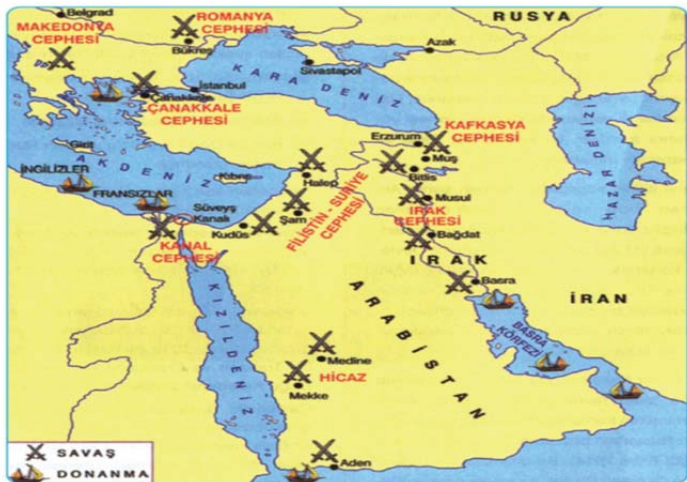 Belgrad
MAKEDONYA
CEPHESİ
ROMANYA
CEPHESİ
Bükreş
RUSYA
Azak
Sivastapol
KARA DENİZ
İstanbul
Çanakkale
ÇANAKKALE
CEPHESİ
Erzurum
KAFKASYA
CEPHESİ
Muş
Bitlis
HAZAR DENİZİ
Girit
AKDENİZ
İNGİLİZLER
FRANSIZLAR
Kıbrıs
Halep
Musul
IRAK
CEPHESİ
Bağdat
Süveyş
Kanalı
Kudüs
Şam
FİLİSTİN - SURİYE
CEPHESİ
KANAL
CEPHESİ
IRAK
Basra
İRAN
BASRA
KÖRFEZİ
KIZILDENİZ
ARABİSTAN
Medine
HİCAZ
Mekke
Aden
SAVAŞ
DONANMA